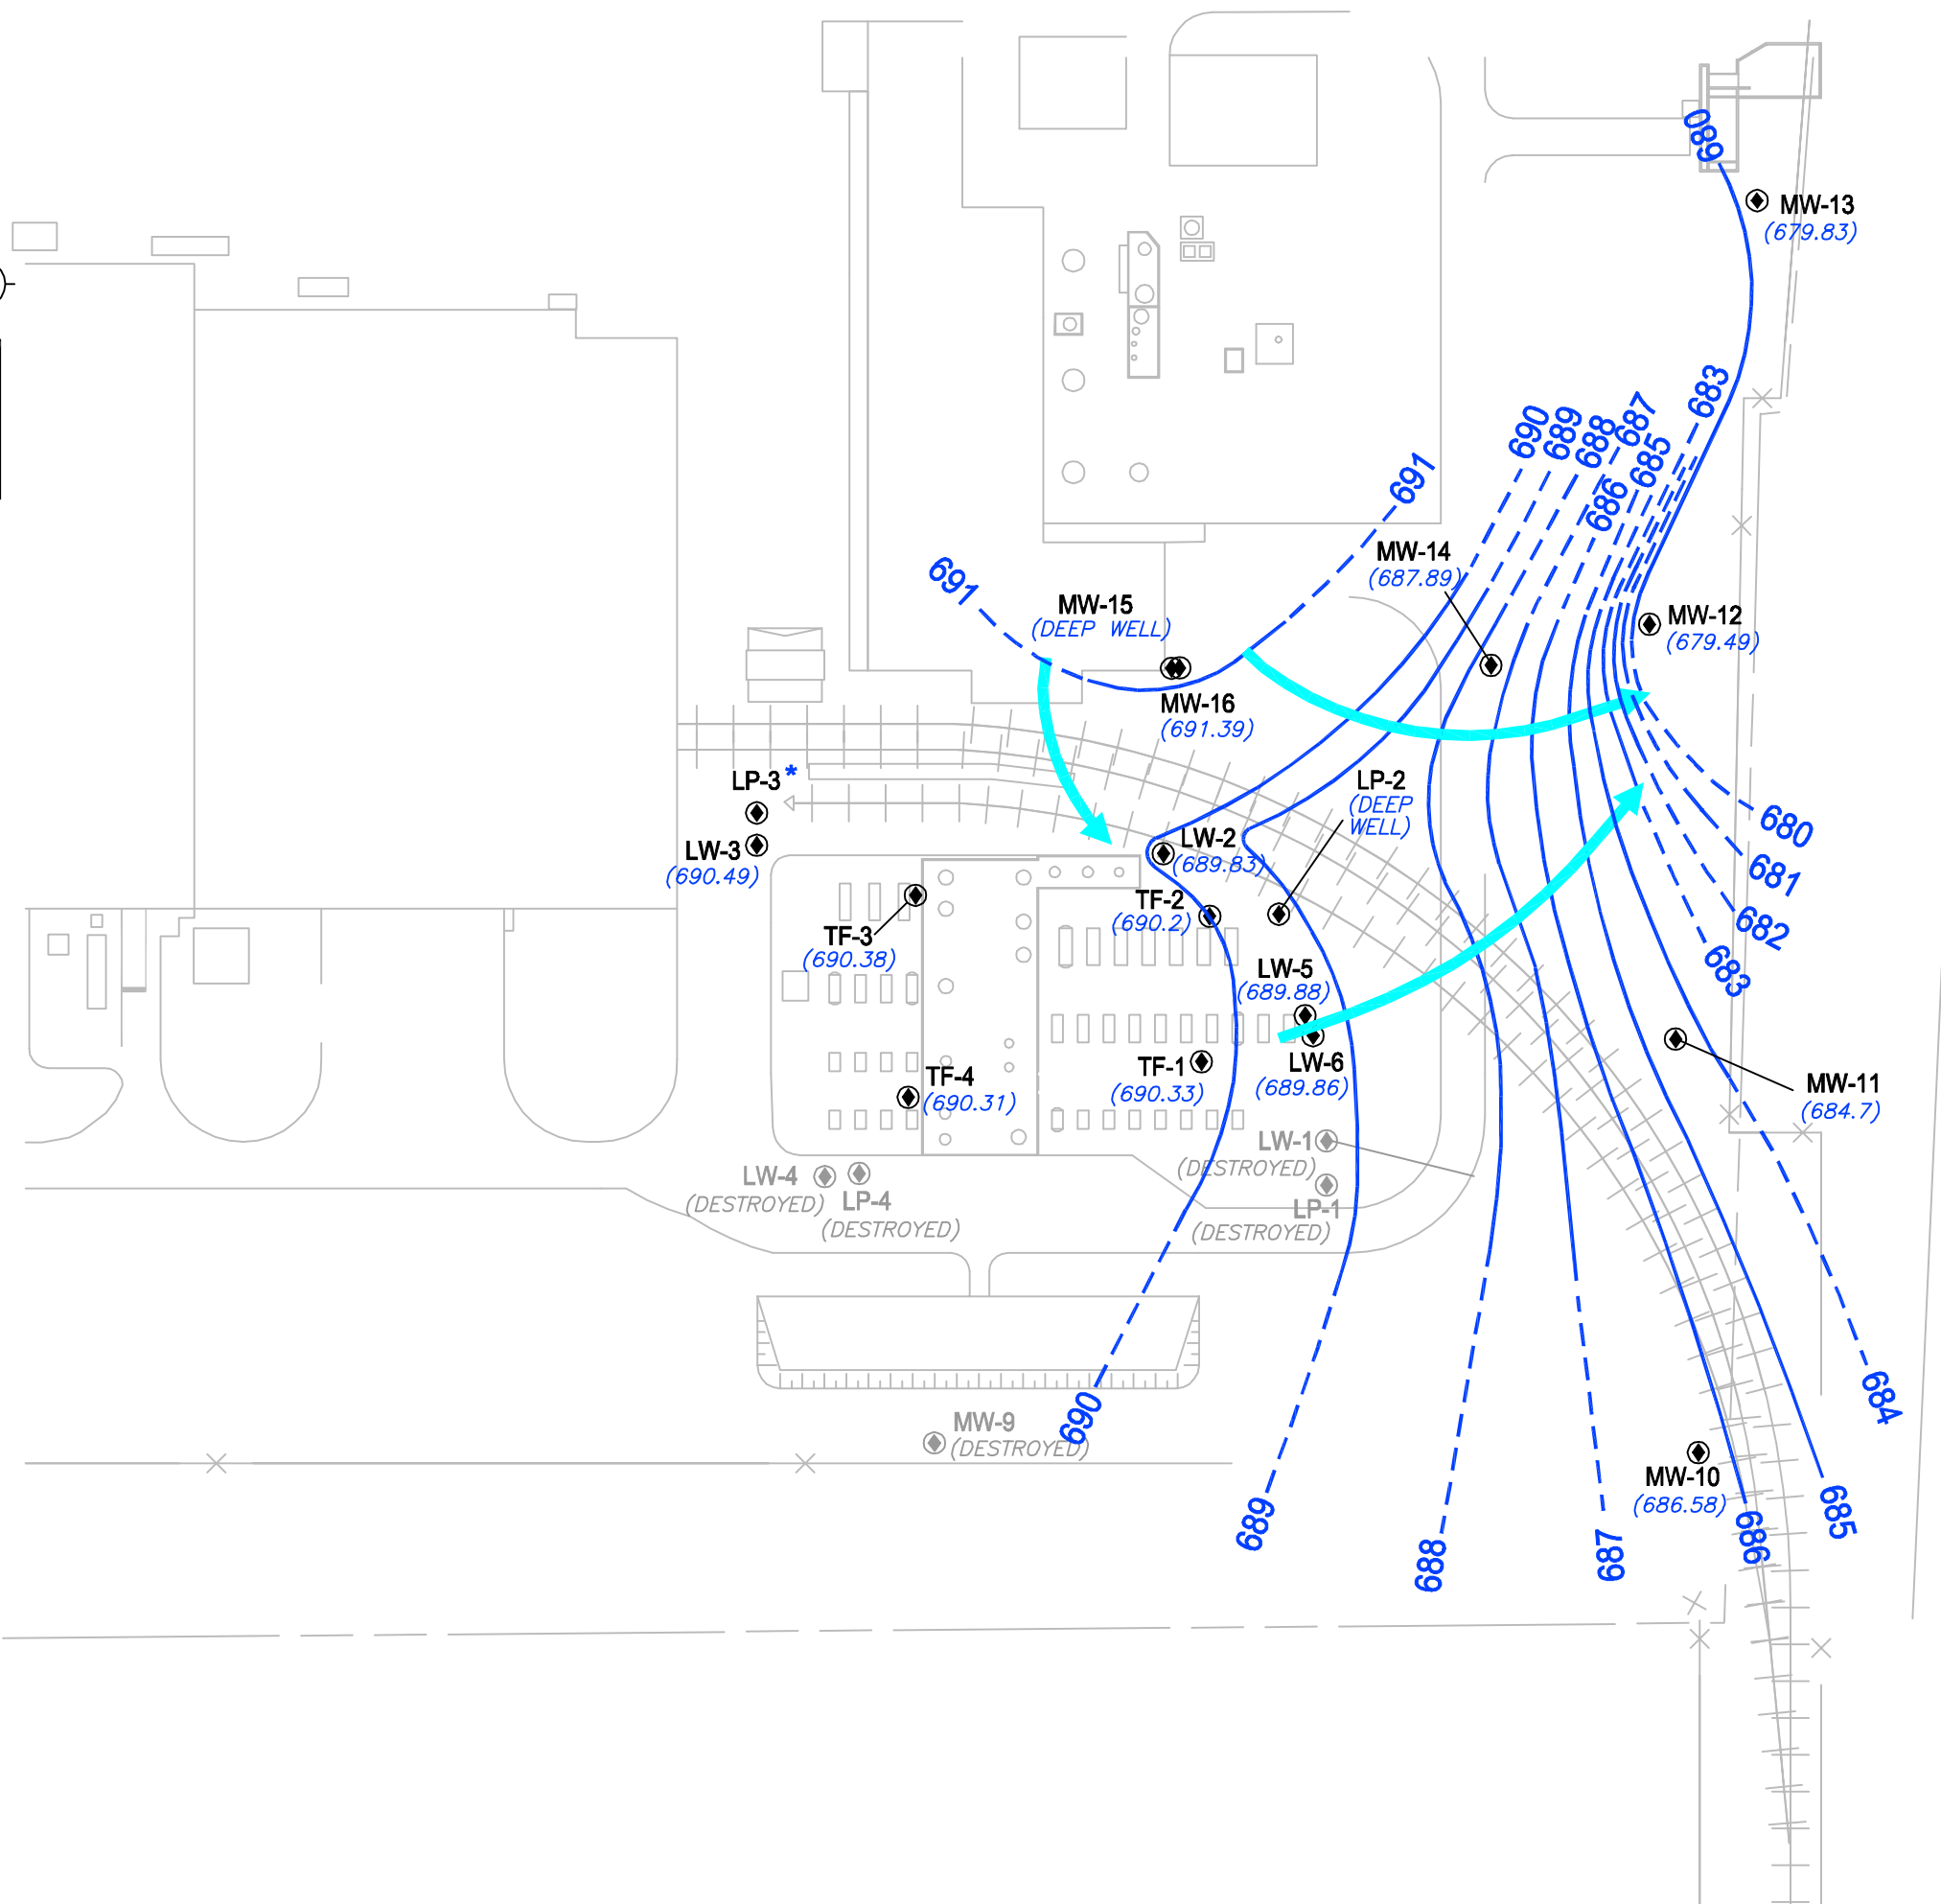 680
MW-13
(679.83)
683
687
690
689
688
685
691
686
MW-14
(687.89)
691
MW-15
(DEEP WELL)
MW-12
(679.49)
MW-16
(691.39)
LP-3 *
LP-2
(DEEP
WELL)
680
LW-2
(689.83)
LW-3
(690.49)
681
TF-2
(690.2)
682
TF-3
(690.38)
683
LW-5
(689.88)
TF-1
(690.33)
LW-6
(689.86)
TF-4
(690.31)
MW-11
(684.7)
LW-1
(DESTROYED)
LW-4
(DESTROYED)
LP-4
(DESTROYED)
LP-1
(DESTROYED)
684
690
MW-9
(DESTROYED)
MW-10
(686.58)
689
685
686
687
688